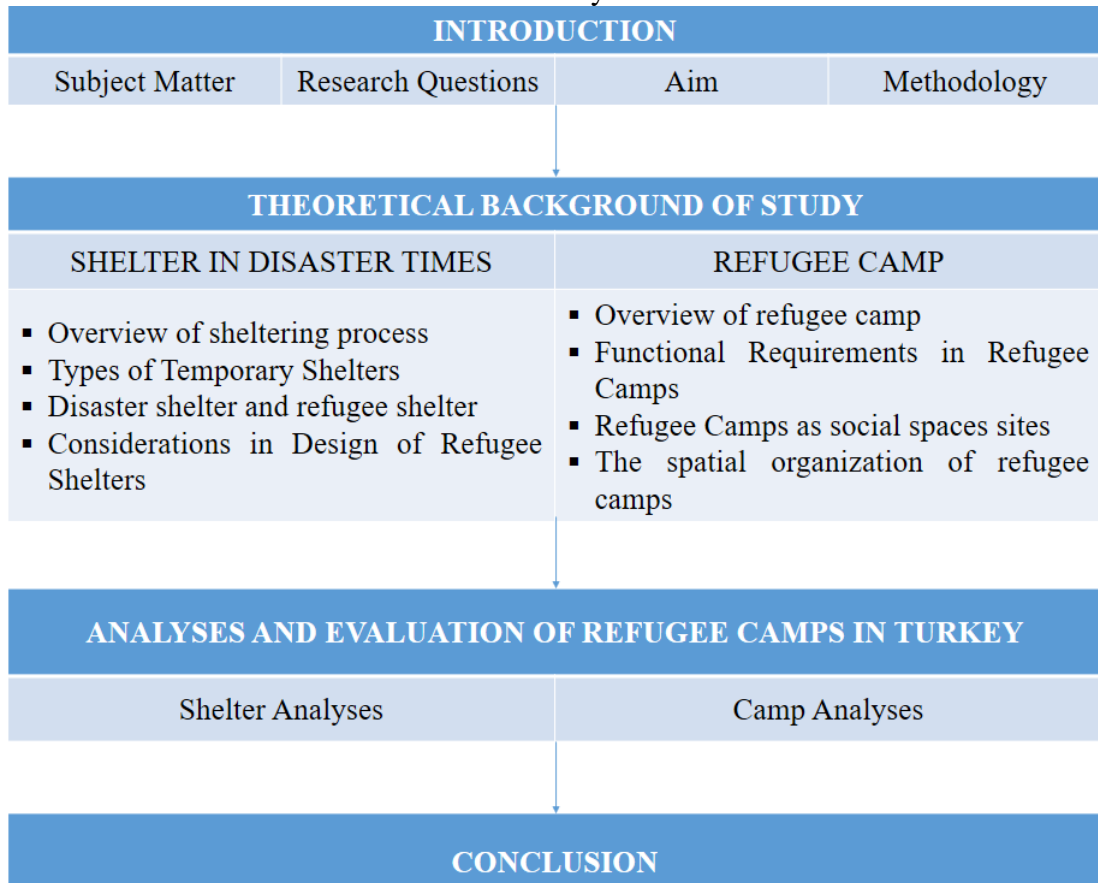 INTRODUCTION
Subject Matter
Research Questions
Aim
Methodology
THEORETICAL BACKGROUND OF STUDY
SHELTER IN DISASTER TIMES
▪ Overview of sheltering process
▪ Types of Temporary Shelters
▪ Disaster shelter and refugee shelter
▪ Considerations in Design of Refugee
Shelters
REFUGEE CAMP
▪ Overview of refugee camp
▪ Functional Requirements in Refugee
Camps
▪ Refugee Camps as social spaces sites
▪ The spatial organization of refugee
camps
ANALYSES AND EVALUATION OF REFUGEE CAMPS IN TURKEY
Shelter Analyses
Camp Analyses
CONCLUSION